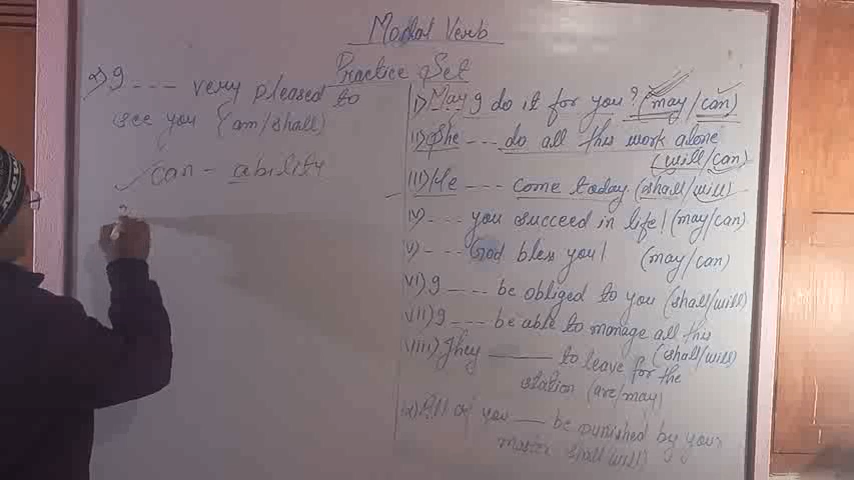 Modal Verb
Practice Set
x) I --- very pleased to
see you (am/shall)
✓ can - ability
i) May I do it for you? (may/can)
ii) She --- do all this work alone
(will/can)
iii) He --- come today (shall/will)
iv) --- you succeed in life! (may/can)
v) --- God bless you! (may/can)
vi) I --- be obliged to you (shall/will)
vii) I --- be able to manage all this
(shall/will)
viii) They ___ to leave for the
station (are/may)
ix) All of you ___ be punished by your
master shall/will)